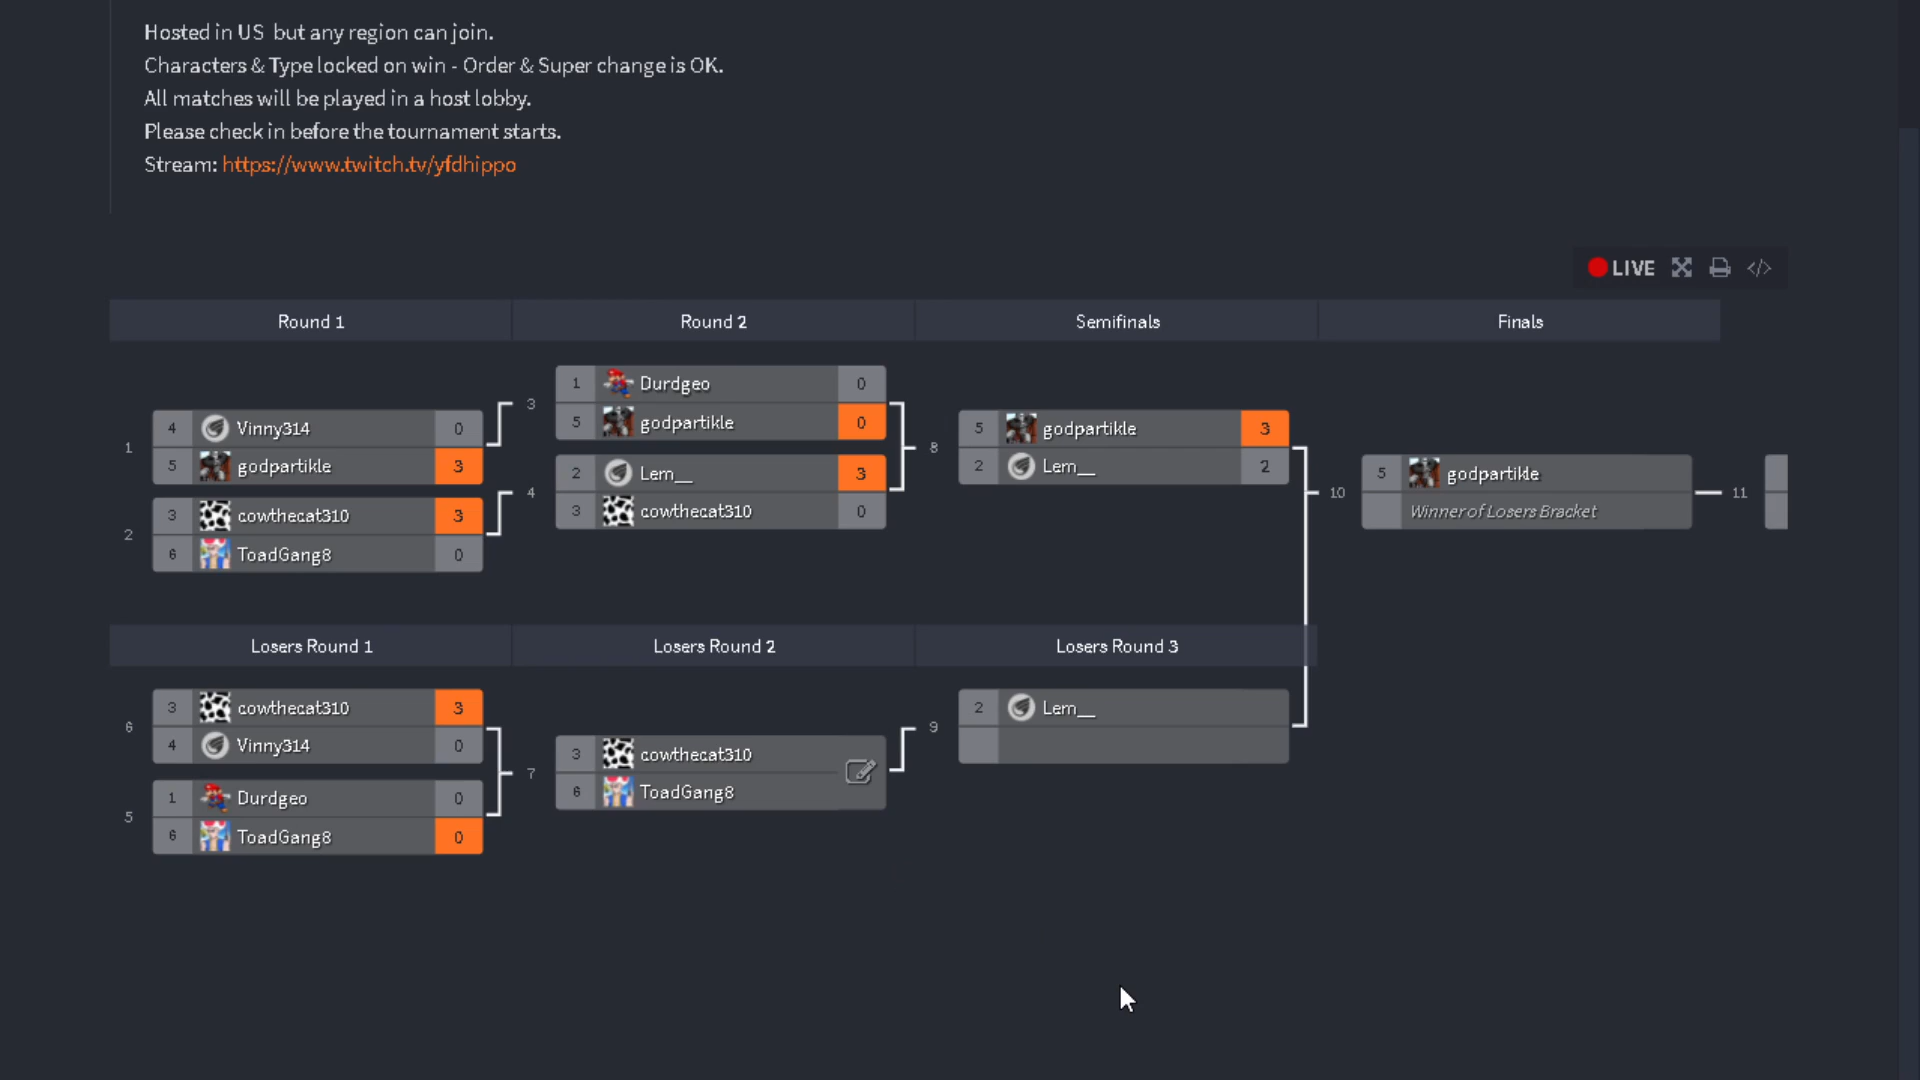 Hosted in US but any region can join.
Characters & Type locked on win - Order & Super change is OK.
All matches will be played in a host lobby.
Please check in before the tournament starts.
Stream: https://www.twitch.tv/yfdhippo
LIVE </>
Round 1 Round 2 Semifinals Finals
1
4 Vinny314 0
5 godpartikle 3
2
3 cowthecat310 3
6 ToadGang8 0
3
1 Durdgeo 0
5 godpartikle 0
4
2 Lem__ 3
3 cowthecat310 0
8
5 godpartikle 3
2 Lem__ 2
10
5 godpartikle
Winner of Losers Bracket
11
Losers Round 1 Losers Round 2 Losers Round 3
6
3 cowthecat310 3
4 Vinny314 0
5
1 Durdgeo 0
6 ToadGang8 0
7
3 cowthecat310
6 ToadGang8
9
2 Lem__